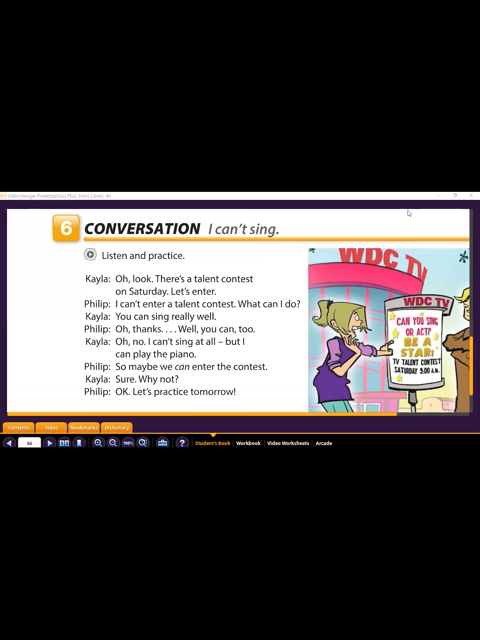 Interchange Presentation Plus, Intro Level, 4e
6 CONVERSATION I can't sing.
Listen and practice.
Kayla: Oh, look. There's a talent contest
on Saturday. Let's enter.
Philip: I can't enter a talent contest. What can I do?
Kayla: You can sing really well.
Philip: Oh, thanks. . . . Well, you can, too.
Kayla: Oh, no. I can't sing at all – but I
can play the piano.
Philip: So maybe we can enter the contest.
Kayla: Sure. Why not?
Philip: OK. Let's practice tomorrow!
WDC TV
WDC TV
CAN YOU SING
OR ACT?
BE A
STAR!
TV TALENT CONTEST
SATURDAY 9:00 A.M.
Contents Video Bookmarks Dictionary
66 100% ? Student's Book Workbook Video Worksheets Arcade